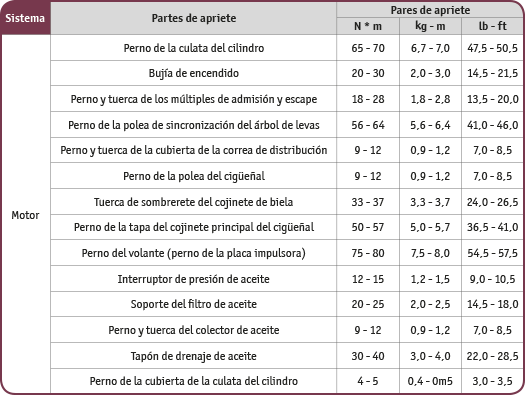 Sistema | Partes de apriete | Pares de apriete
N * m | kg - m | lb - ft
Motor
Perno de la culata del cilindro | 65 - 70 | 6,7 - 7,0 | 47,5 - 50,5
Bujía de encendido | 20 - 30 | 2,0 - 3,0 | 14,5 - 21,5
Perno y tuerca de los múltiples de admisión y escape | 18 - 28 | 1,8 - 2,8 | 13,5 - 20,0
Perno de la polea de sincronización del árbol de levas | 56 - 64 | 5,6 - 6,4 | 41,0 - 46,0
Perno y tuerca de la cubierta de la correa de distribución | 9 - 12 | 0,9 - 1,2 | 7,0 - 8,5
Perno de la polea del cigüeñal | 9 - 12 | 0,9 - 1,2 | 7,0 - 8,5
Tuerca de sombrerete del cojinete de biela | 33 - 37 | 3,3 - 3,7 | 24,0 - 26,5
Perno de la tapa del cojinete principal del cigüeñal | 50 - 57 | 5,0 - 5,7 | 36,5 - 41,0
Perno del volante (perno de la placa impulsora) | 75 - 80 | 7,5 - 8,0 | 54,5 - 57,5
Interruptor de presión de aceite | 12 - 15 | 1,2 - 1,5 | 9,0 - 10,5
Soporte del filtro de aceite | 20 - 25 | 2,0 - 2,5 | 14,5 - 18,0
Perno y tuerca del colector de aceite | 9 - 12 | 0,9 - 1,2 | 7,0 - 8,5
Tapón de drenaje de aceite | 30 - 40 | 3,0 - 4,0 | 22,0 - 28,5
Perno de la cubierta de la culata del cilindro | 4 - 5 | 0,4 - 0m5 | 3,0 - 3,5